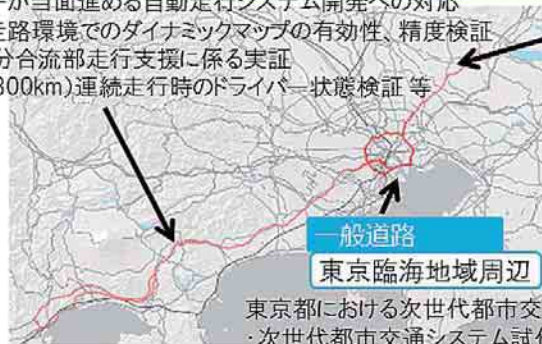 が当面進める自動走行システム開発への対応
走路環境でのダイナミックマップの有効性、精度検証
分合流部走行支援に係る実証
300km)連続走行時のドライバー状態検証 等
一般道路
東京臨海地域周辺
東京都における次世代都市交
・次世代都市交通システム試